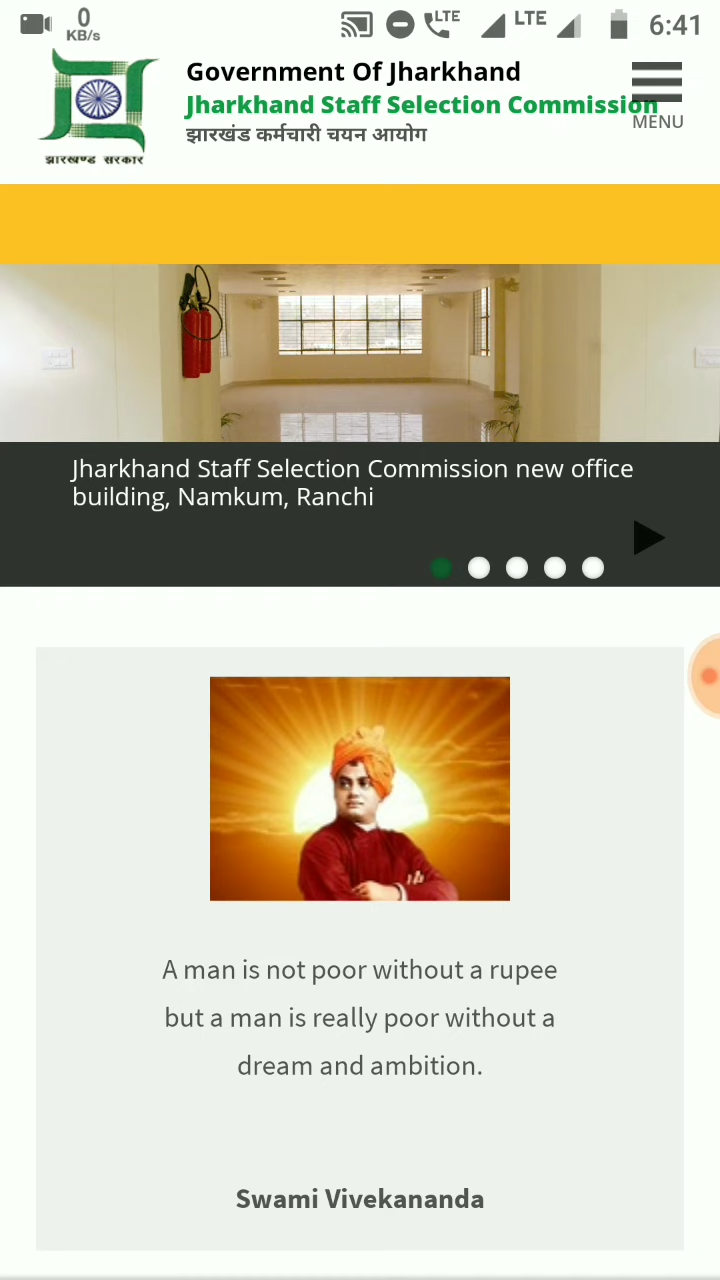 0
KB/s
LTE
LTE
6:41
Government Of Jharkhand
Jharkhand Staff Selection Commission
झारखंड कर्मचारी चयन आयोग
MENU
झारखण्ड सरकार
Jharkhand Staff Selection Commission new office
building, Namkum, Ranchi
A man is not poor without a rupee
but a man is really poor without a
dream and ambition.
Swami Vivekananda